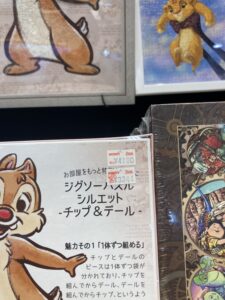 ¥4100
お部屋をもっと
ジグソーパズル
シルエット
-チップ&デール-
魅力その1「1体ずつ組める」
チップとデールの
ピースは1体ずつ袋が
分かれており、チップを
組んでからデール、デールを
組んでからチップ、というよう